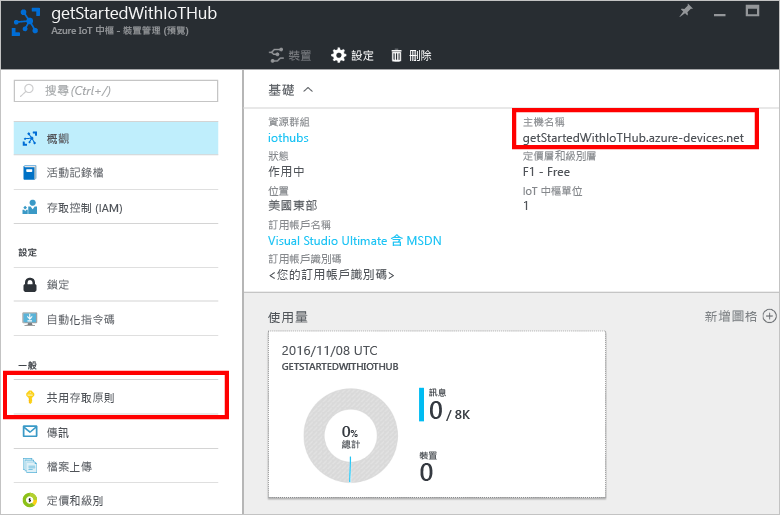 getStartedWithIoTHub
Azure IoT 中樞 - 裝置管理 (預覽)
裝置 設定 刪除
搜尋 (Ctrl+/)
概觀
活動記錄檔
存取控制 (IAM)
設定
鎖定
自動化指令碼
一般
共用存取原則
傳訊
檔案上傳
定價和級別
基礎
資源群組
iothubs
狀態
作用中
位置
美國東部
訂用帳戶名稱
Visual Studio Ultimate 含 MSDN
訂用帳戶識別碼
<您的訂用帳戶識別碼>
主機名稱
getStartedWithIoTHub.azure-devices.net
定價層和級別層
F1 - Free
IoT 中樞單位
1
使用量
新增圖格
2016/11/08 UTC
GETSTARTEDWITHIOTHUB
0%
總計
訊息
0 / 8K
裝置
0